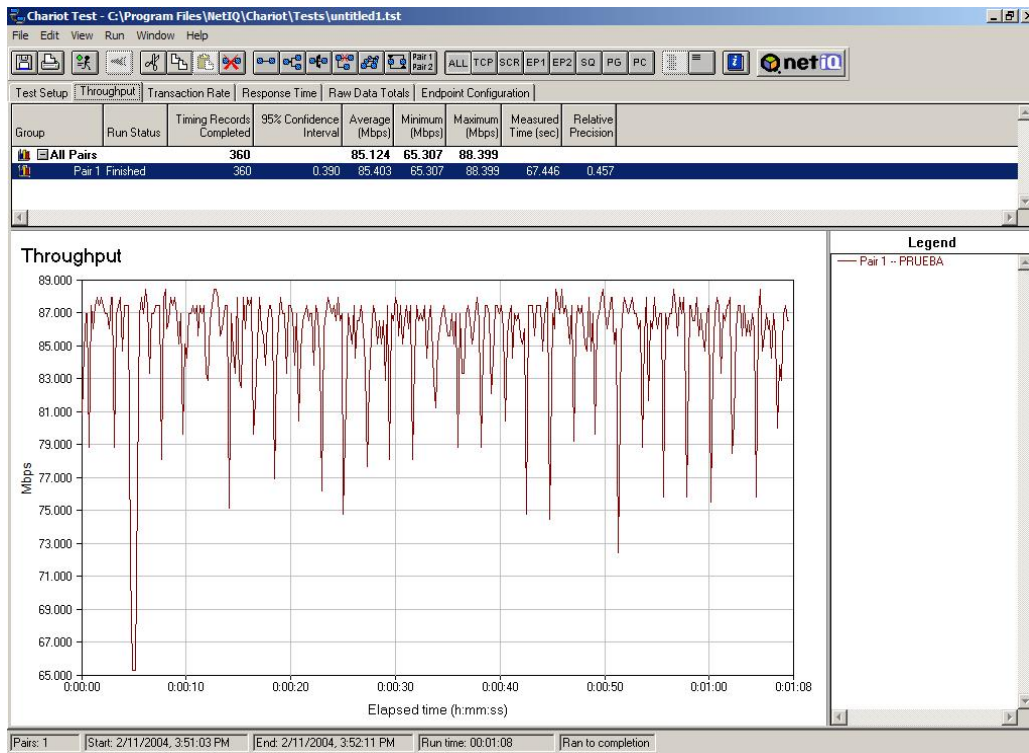 Chariot Test - C:\Program Files\NetIQ\Chariot\Tests\untitled1.tst
File Edit View Run Window Help
Pair 1 Pair 2 ALL TCP SCR EP1 EP2 SQ PG PC netiQ
Test Setup Throughput Transaction Rate Response Time Raw Data Totals Endpoint Configuration
Group Run Status Timing Records Completed 95% Confidence Interval Average (Mbps) Minimum (Mbps) Maximum (Mbps) Measured Time (sec) Relative Precision
All Pairs 360 85.124 65.307 88.399
Pair 1 Finished 360 0.390 85.403 65.307 88.399 67.446 0.457
Throughput
Legend
Pair 1 -- PRUEBA
Mbps
89.000
87.000
85.000
83.000
81.000
79.000
77.000
75.000
73.000
71.000
69.000
67.000
65.000
0:00:00 0:00:10 0:00:20 0:00:30 0:00:40 0:00:50 0:01:00 0:01:08
Elapsed time (h:mm:ss)
Pairs: 1 Start: 2/11/2004, 3:51:03 PM End: 2/11/2004, 3:52:11 PM Run time: 00:01:08 Ran to completion